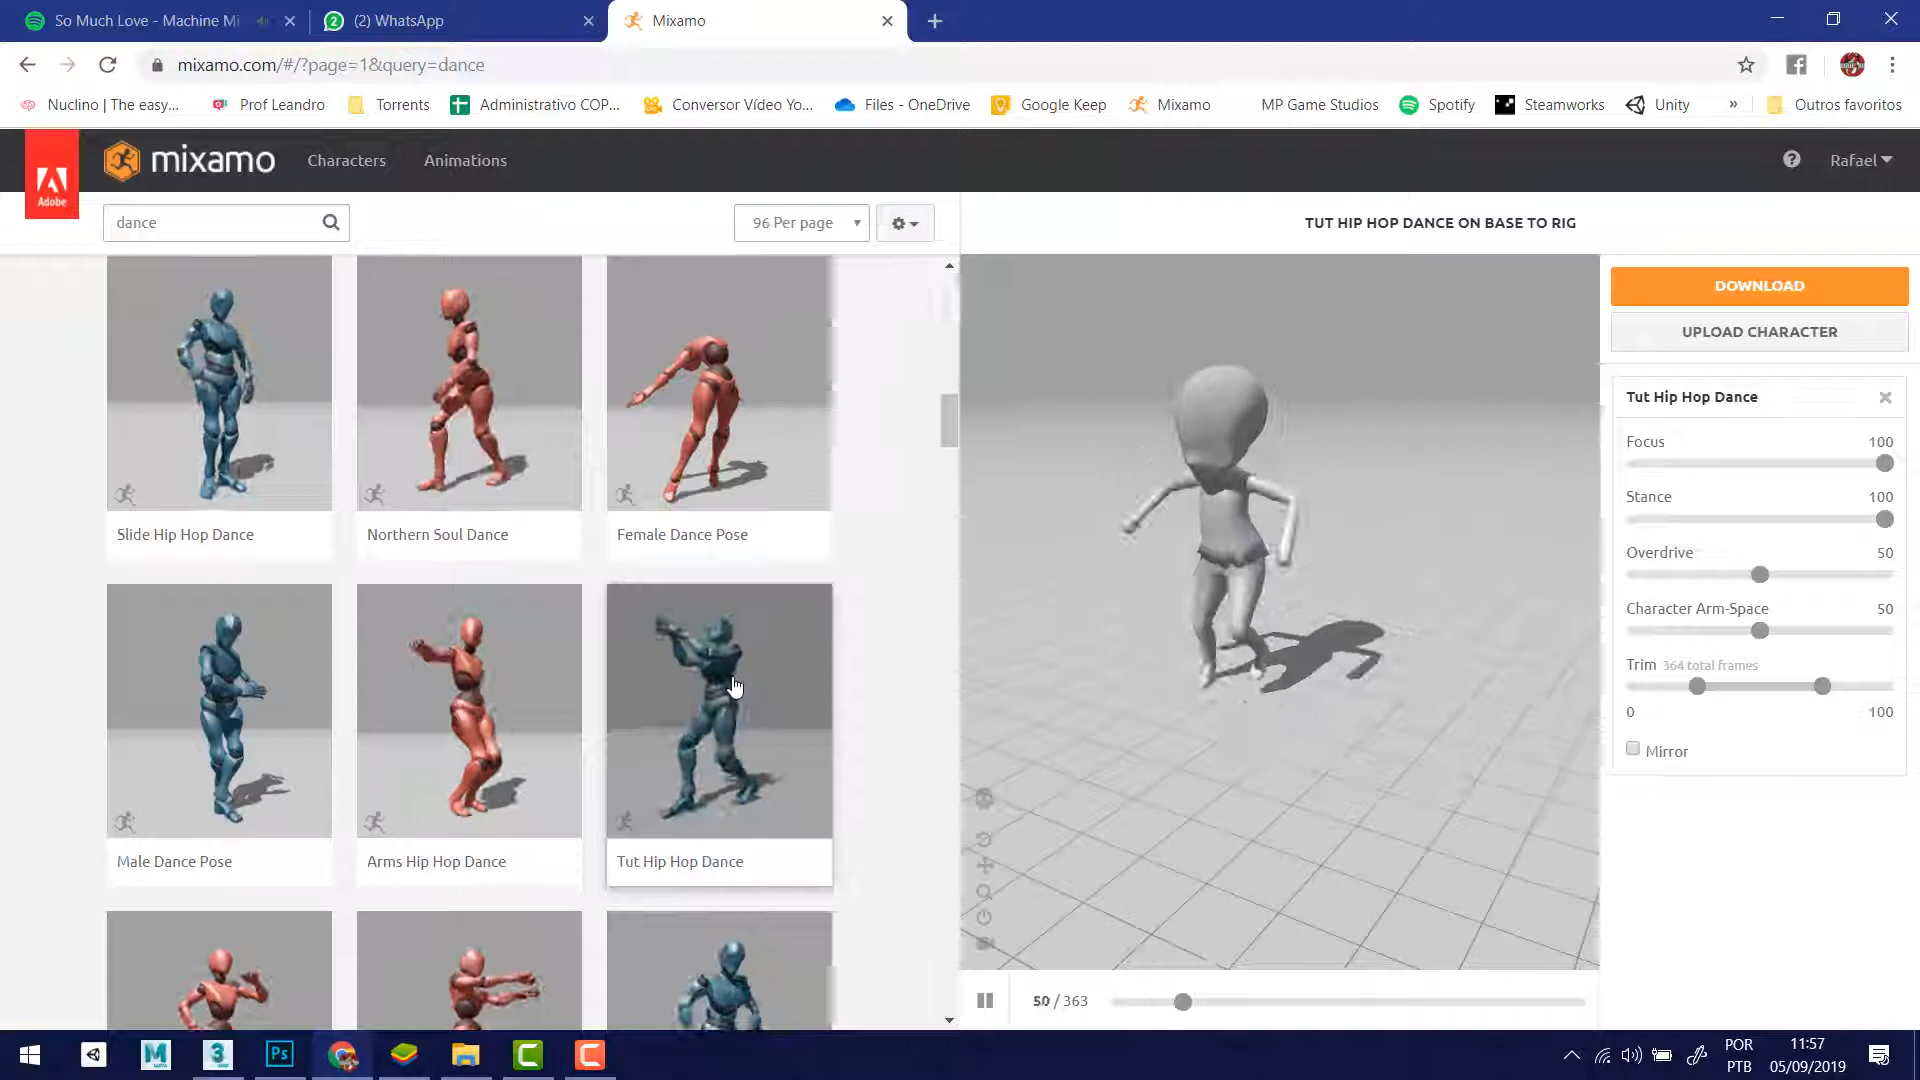 So Much Love - Machine Mi
(2) WhatsApp
Mixamo
mixamo.com/#/?page=1&query=dance
Nuclino | The easy...
Prof Leandro
Torrents
Administrativo COP...
Conversor Vídeo Yo...
Files - OneDrive
Google Keep
Mixamo
MP Game Studios
Spotify
Steamworks
Unity
»
Outros favoritos
Adobe
mixamo
Characters
Animations
Rafael
dance
96 Per page
TUT HIP HOP DANCE ON BASE TO RIG
DOWNLOAD
UPLOAD CHARACTER
Slide Hip Hop Dance
Northern Soul Dance
Female Dance Pose
Male Dance Pose
Arms Hip Hop Dance
Tut Hip Hop Dance
Tut Hip Hop Dance
Focus 100
Stance 100
Overdrive 50
Character Arm-Space 50
Trim 364 total frames
0 100
Mirror
50 / 363
POR
PTB
11:57
05/09/2019